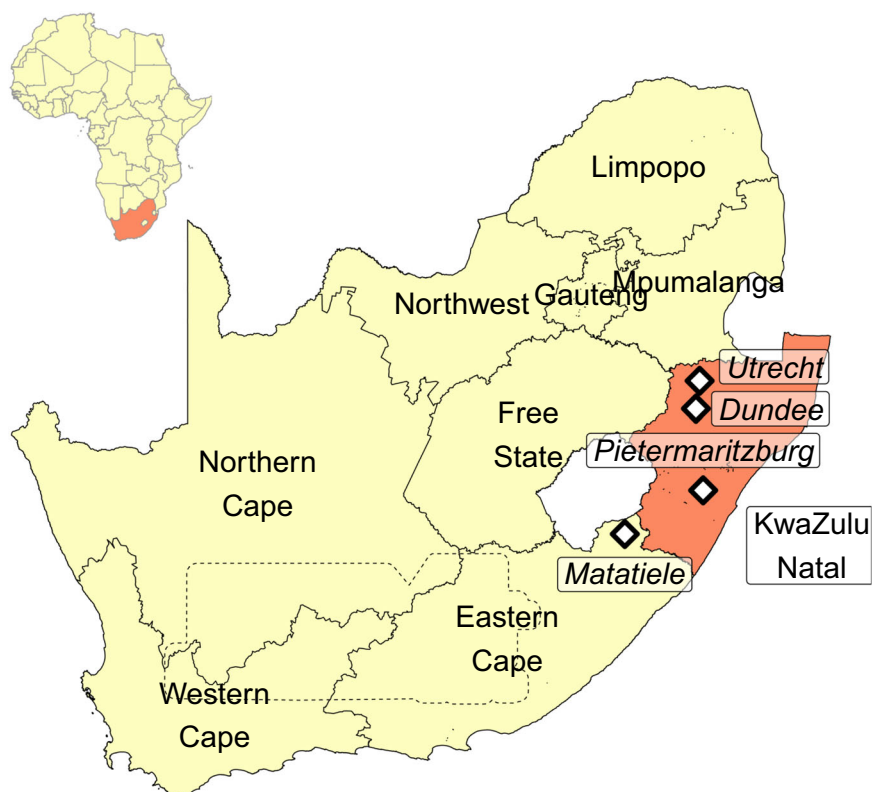 Limpopo
Mpumalanga
Gauteng
Northwest
Utrecht
Dundee
Free
State
Pietermaritzburg
Northern
Cape
KwaZulu
Natal
Matatiele
Eastern
Cape
Western
Cape